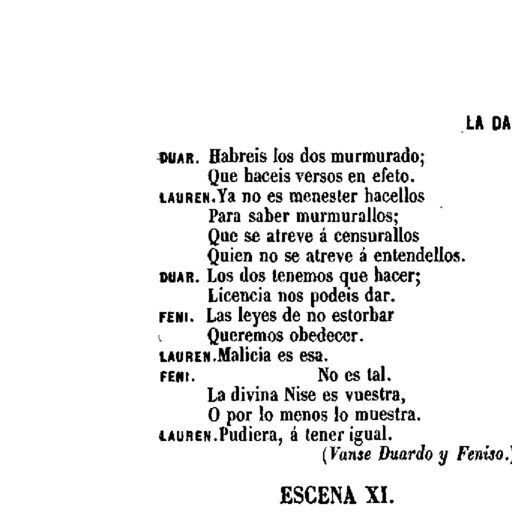 LA DA
DUAR. Habreis los dos murmurado;
Que haceis versos en efeto.
LAUREN.Ya no es menester hacellos
Para saber murmurallos;
Que se atreve á censurallos
Quien no se atreve á entendellos.
DUAR. Los dos tenemos que hacer;
Licencia nos podeis dar.
FENI. Las leyes de no estorbar
Queremos obedecer.
LAUREN.Malicia es esa.
FENI. No es tal.
La divina Nise es vuestra,
O por lo menos lo muestra.
LAUREN.Pudiera, á tener igual.
(Vanse Duardo y Feniso.)
ESCENA XI.